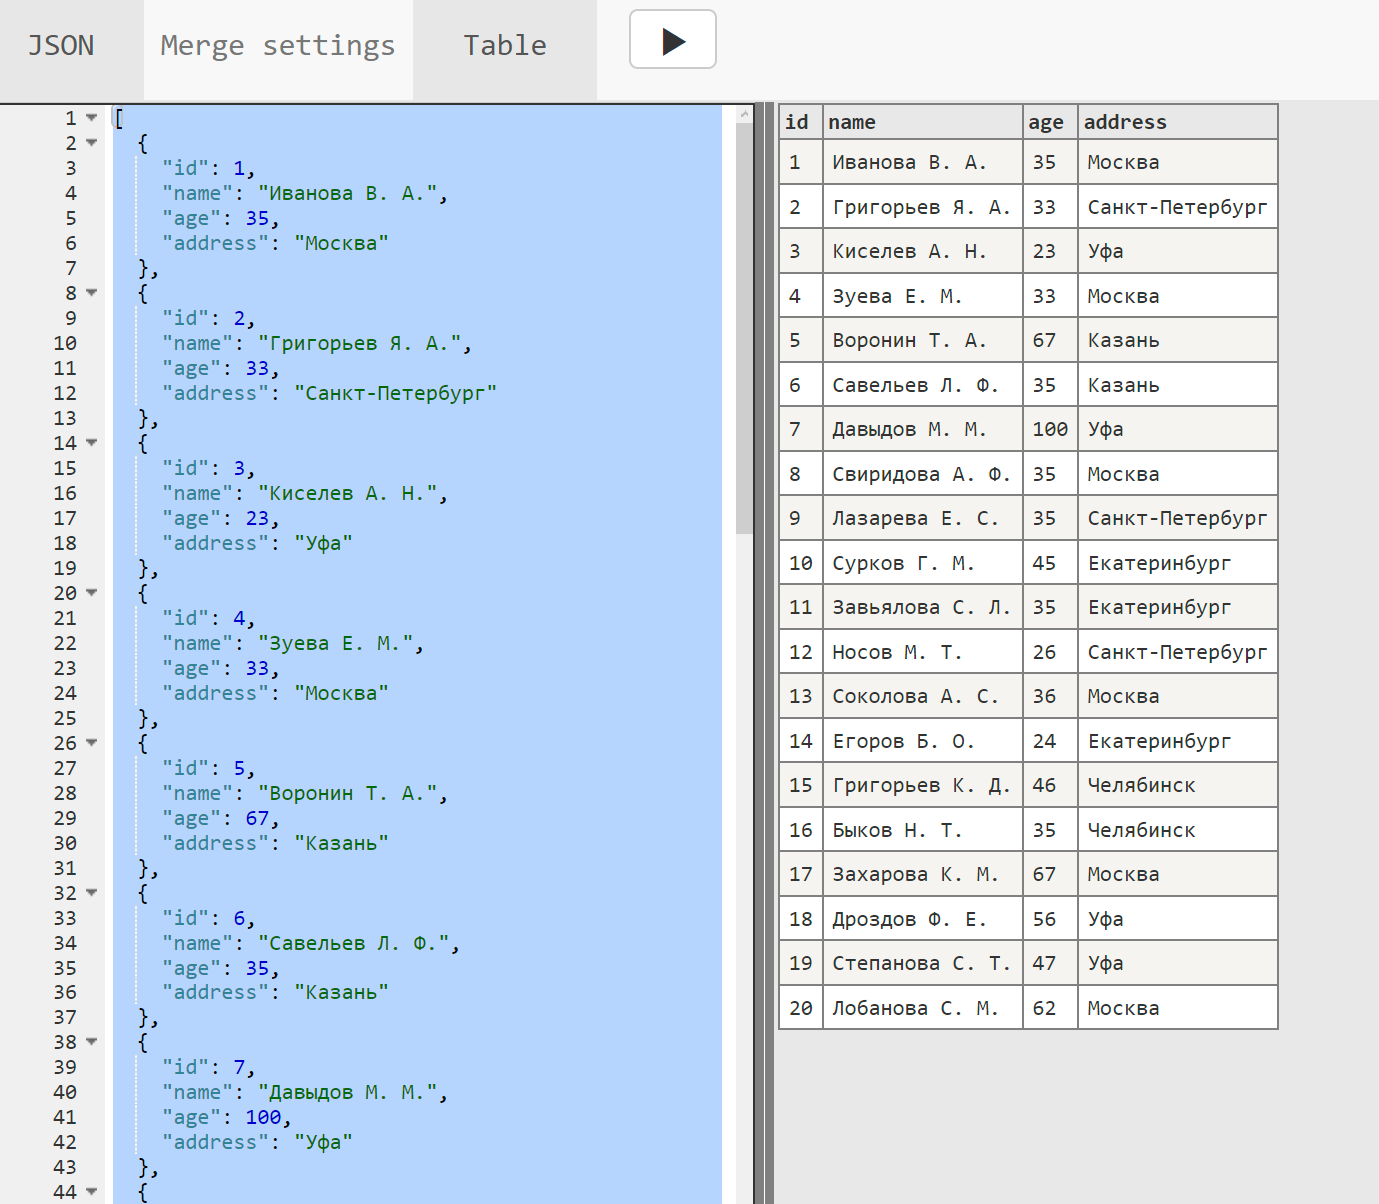 JSON Merge settings Table
1 [
2 {
3 "id": 1,
4 "name": "Иванова В. А.",
5 "age": 35,
6 "address": "Москва"
7 },
8 {
9 "id": 2,
10 "name": "Григорьев Я. А.",
11 "age": 33,
12 "address": "Санкт-Петербург"
13 },
14 {
15 "id": 3,
16 "name": "Киселев А. Н.",
17 "age": 23,
18 "address": "Уфа"
19 },
20 {
21 "id": 4,
22 "name": "Зуева Е. М.",
23 "age": 33,
24 "address": "Москва"
25 },
26 {
27 "id": 5,
28 "name": "Воронин Т. А.",
29 "age": 67,
30 "address": "Казань"
31 },
32 {
33 "id": 6,
34 "name": "Савельев Л. Ф.",
35 "age": 35,
36 "address": "Казань"
37 },
38 {
39 "id": 7,
40 "name": "Давыдов М. М.",
41 "age": 100,
42 "address": "Уфа"
43 },
44 {
id name age address
1 Иванова В. А. 35 Москва
2 Григорьев Я. А. 33 Санкт-Петербург
3 Киселев А. Н. 23 Уфа
4 Зуева Е. М. 33 Москва
5 Воронин Т. А. 67 Казань
6 Савельев Л. Ф. 35 Казань
7 Давыдов М. М. 100 Уфа
8 Свиридова А. Ф. 35 Москва
9 Лазарева Е. С. 35 Санкт-Петербург
10 Сурков Г. М. 45 Екатеринбург
11 Завьялова С. Л. 35 Екатеринбург
12 Носов М. Т. 26 Санкт-Петербург
13 Соколова А. С. 36 Москва
14 Егоров Б. О. 24 Екатеринбург
15 Григорьев К. Д. 46 Челябинск
16 Быков Н. Т. 35 Челябинск
17 Захарова К. М. 67 Москва
18 Дроздов Ф. Е. 56 Уфа
19 Степанова С. Т. 47 Уфа
20 Лобанова С. М. 62 Москва